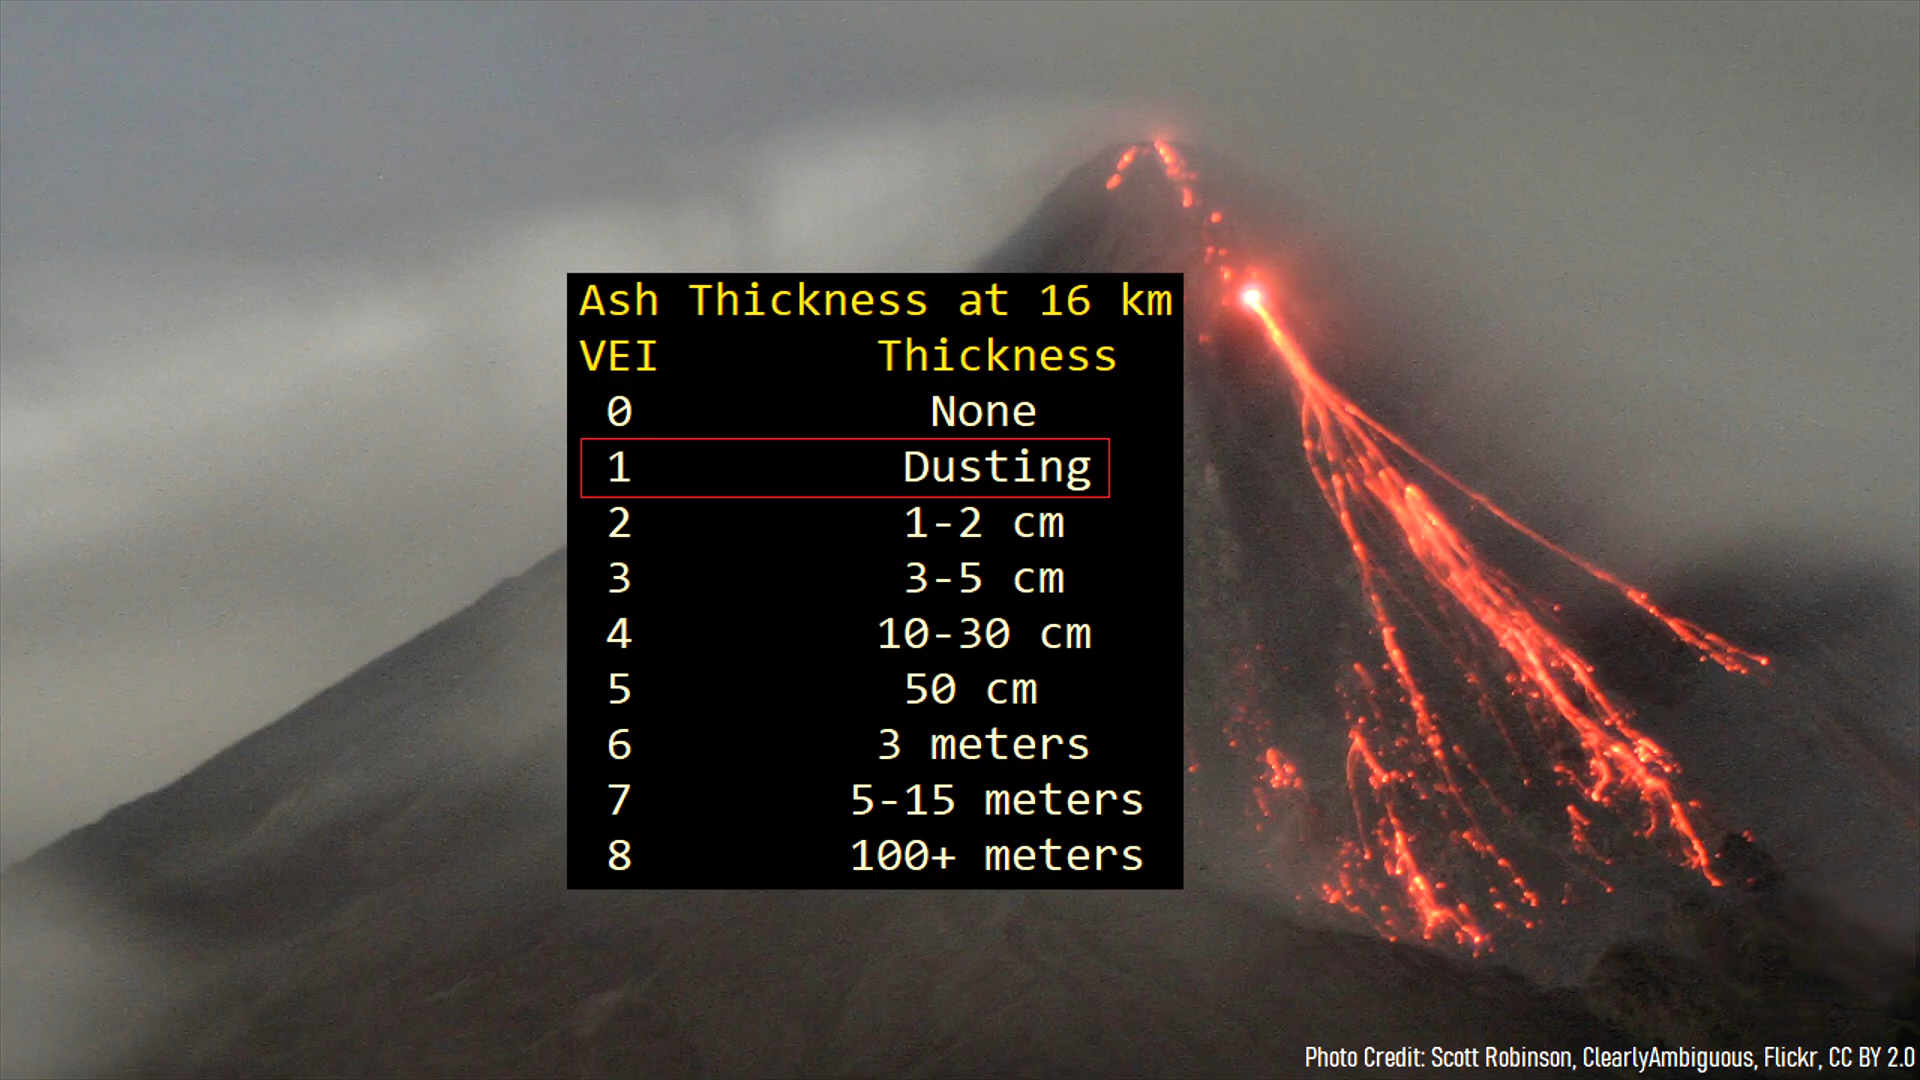 Ash Thickness at 16 km
VEI Thickness
0 None
1 Dusting
2 1-2 cm
3 3-5 cm
4 10-30 cm
5 50 cm
6 3 meters
7 5-15 meters
8 100+ meters
Photo Credit: Scott Robinson, ClearlyAmbiguous, Flickr, CC BY 2.0